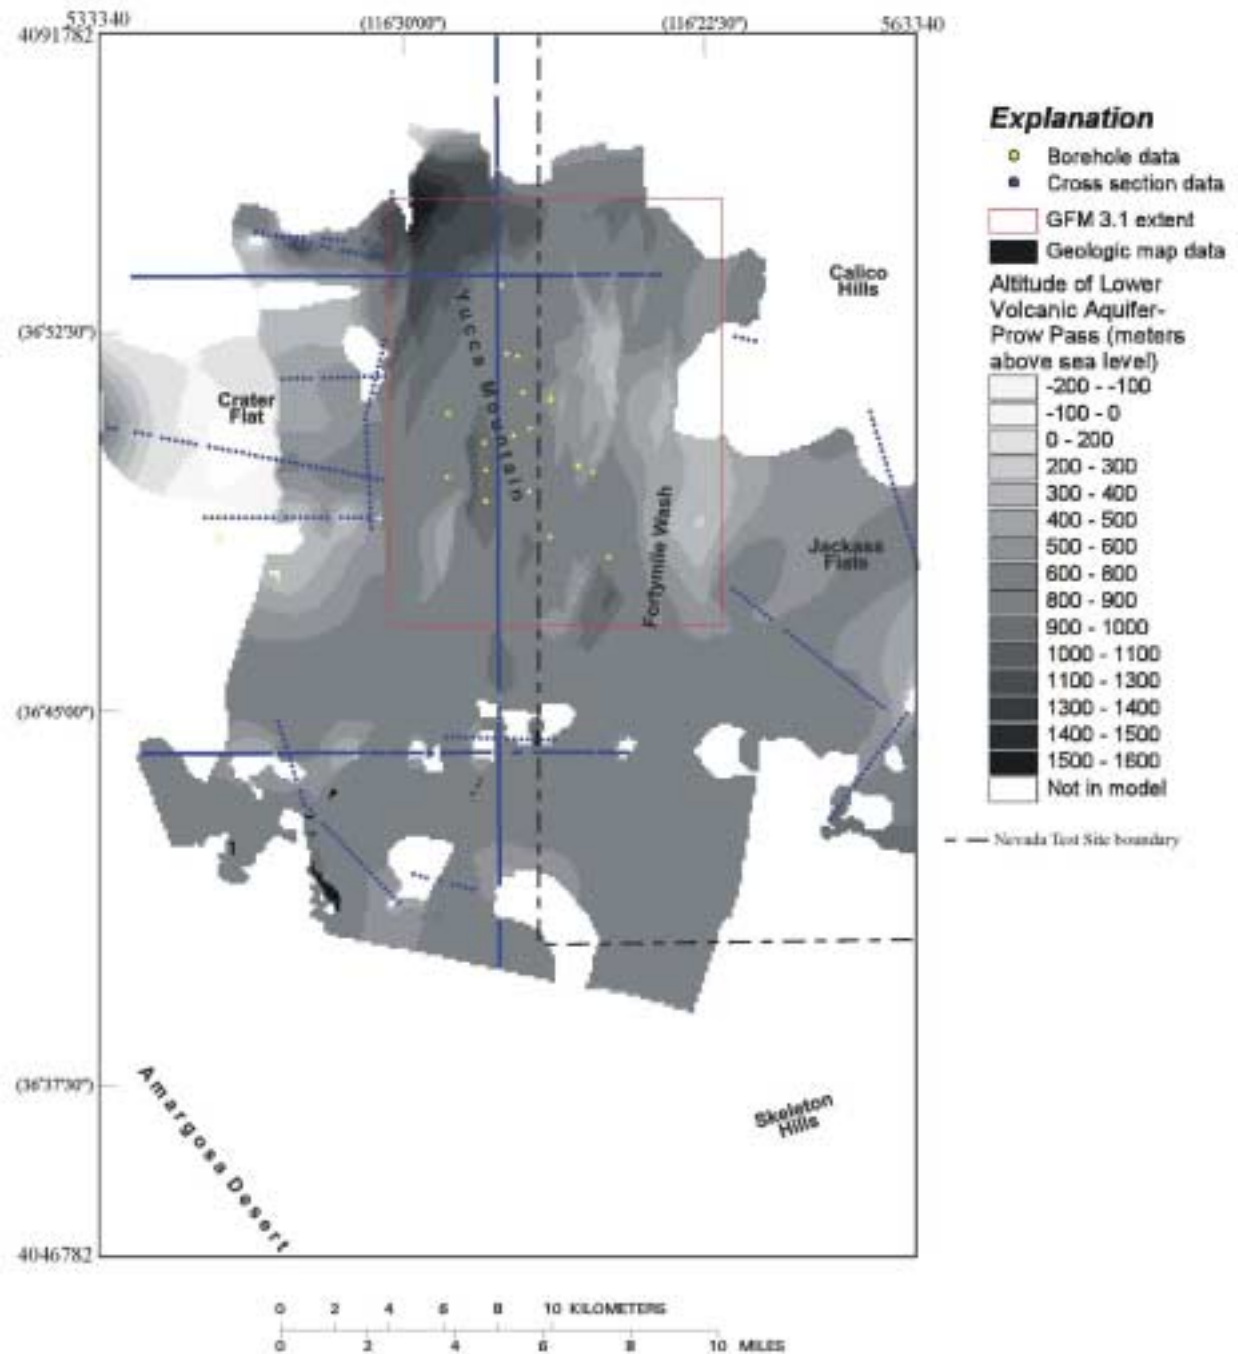 533340
(116°30'00")
(116°22'30")
563340
4091782
Explanation
Borehole data
Cross section data
GFM 3.1 extent
Geologic map data
Altitude of Lower
Volcanic Aquifer-
Prow Pass (meters
above sea level)
-200 - -100
-100 - 0
0 - 200
200 - 300
300 - 400
400 - 500
500 - 600
600 - 800
800 - 900
900 - 1000
1000 - 1100
1100 - 1300
1300 - 1400
1400 - 1500
1500 - 1600
Not in model
Nevada Test Site boundary
Calico
Hills
(36°52'30")
Yucca Mountain
Crater
Flat
Fortymile Wash
Jackass
Flats
(36°45'00")
(36°37'30")
Amargosa Desert
Skeleton
Hills
4046782
0 2 4 6 8 10 KILOMETERS
0 2 4 6 8 10 MILES